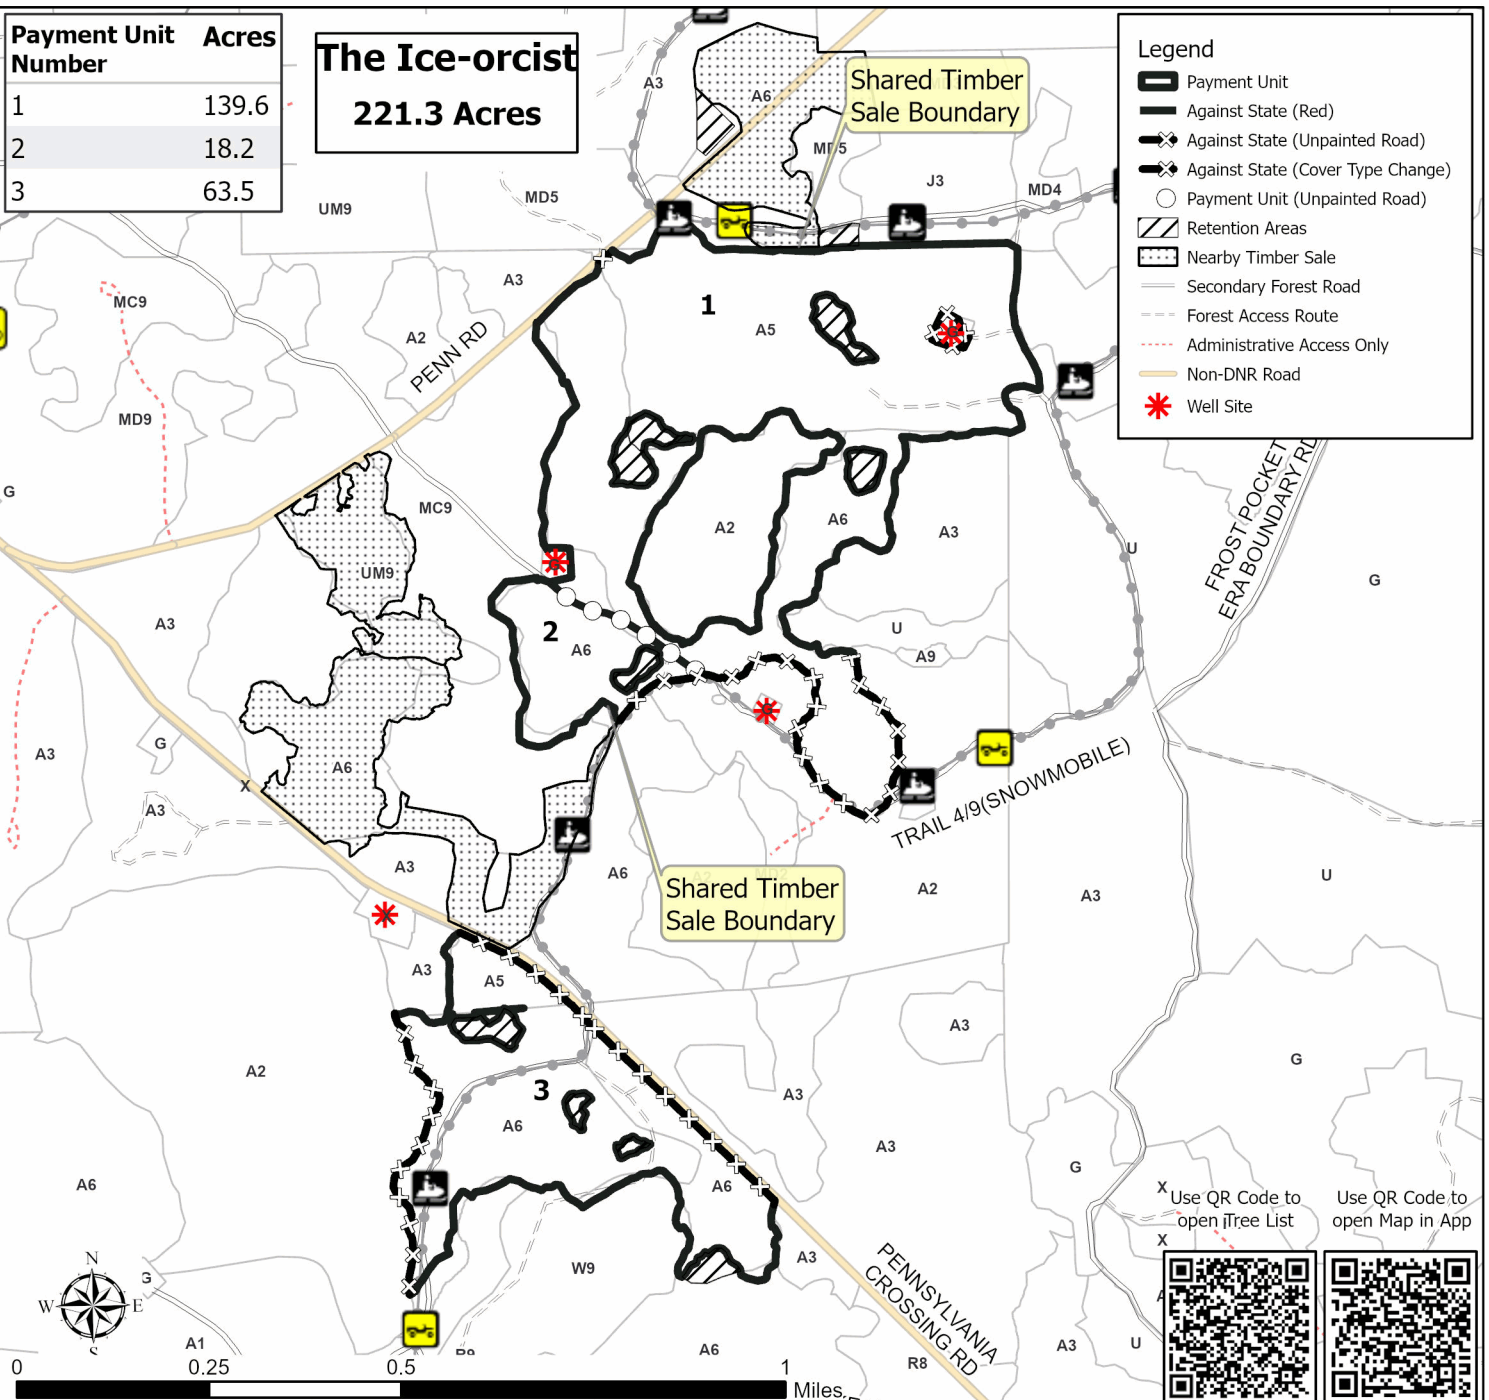 Payment Unit Number Acres
1 139.6
2 18.2
3 63.5
The Ice-orcist
221.3 Acres
Legend
Payment Unit
Against State (Red)
Against State (Unpainted Road)
Against State (Cover Type Change)
Payment Unit (Unpainted Road)
Retention Areas
Nearby Timber Sale
Secondary Forest Road
Forest Access Route
Administrative Access Only
Non-DNR Road
Well Site
Shared Timber
Sale Boundary
A3
A6
MD5
J3
MD4
UM9
MD5
A3
MC9
A2
PENN RD
1
A5
MD9
G
MC9
A2
A6
A3
FROST POCKET
ERA BOUNDARY RD
U
G
UM9
A3
2
A6
U
A9
A3
G
A6
X
A3
TRAIL 4/9(SNOWMOBILE)
A3
A6
A2
MD2
Shared Timber
Sale Boundary
A2
A3
U
A3
A5
A3
G
A2
3
A6
A3
A3
A6
A6
G
X
X
W9
A3
G
PENNSYLVANIA
CROSSING RD
A1
R9
A6
R8
A3
U
Use QR Code to
open Tree List
Use QR Code to
open Map in App
N
W E
S
0 0.25 0.5 1
Miles